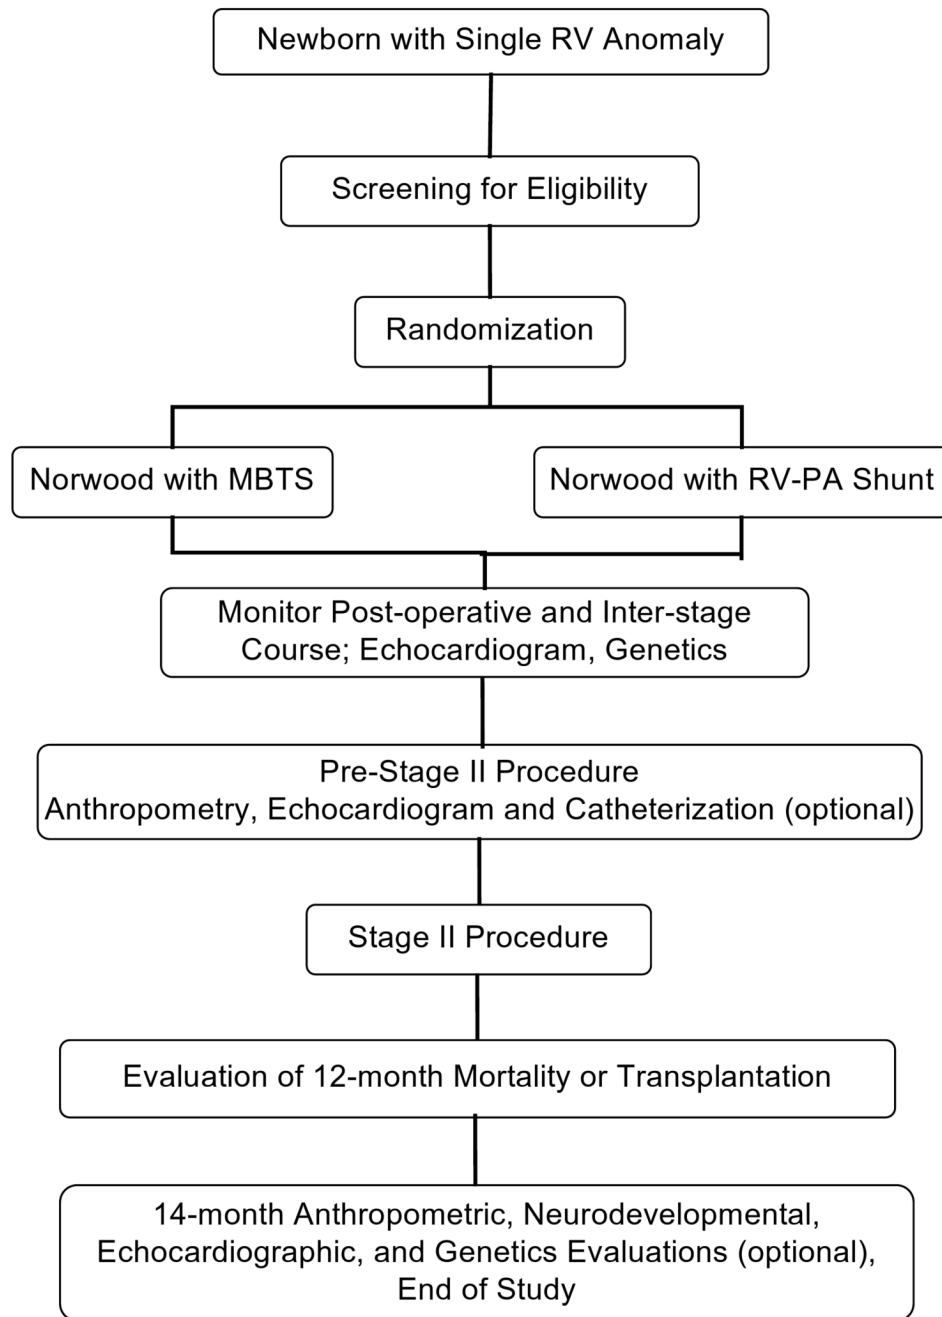 Newborn with Single RV Anomaly
Screening for Eligibility
Randomization
Norwood with MBTS
Norwood with RV-PA Shunt
Monitor Post-operative and Inter-stage
Course; Echocardiogram, Genetics
Pre-Stage II Procedure
Anthropometry, Echocardiogram and Catheterization (optional)
Stage II Procedure
Evaluation of 12-month Mortality or Transplantation
14-month Anthropometric, Neurodevelopmental,
Echocardiographic, and Genetics Evaluations (optional),
End of Study